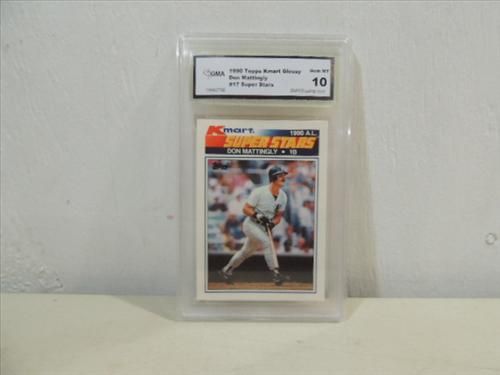 GMA
1990 Topps Kmart Glossy
Don Mattingly
#17 Super Stars
Gem MT
10
Kmart
1990 A.L.
SUPER STARS
DON MATTINGLY • 1B
Topps